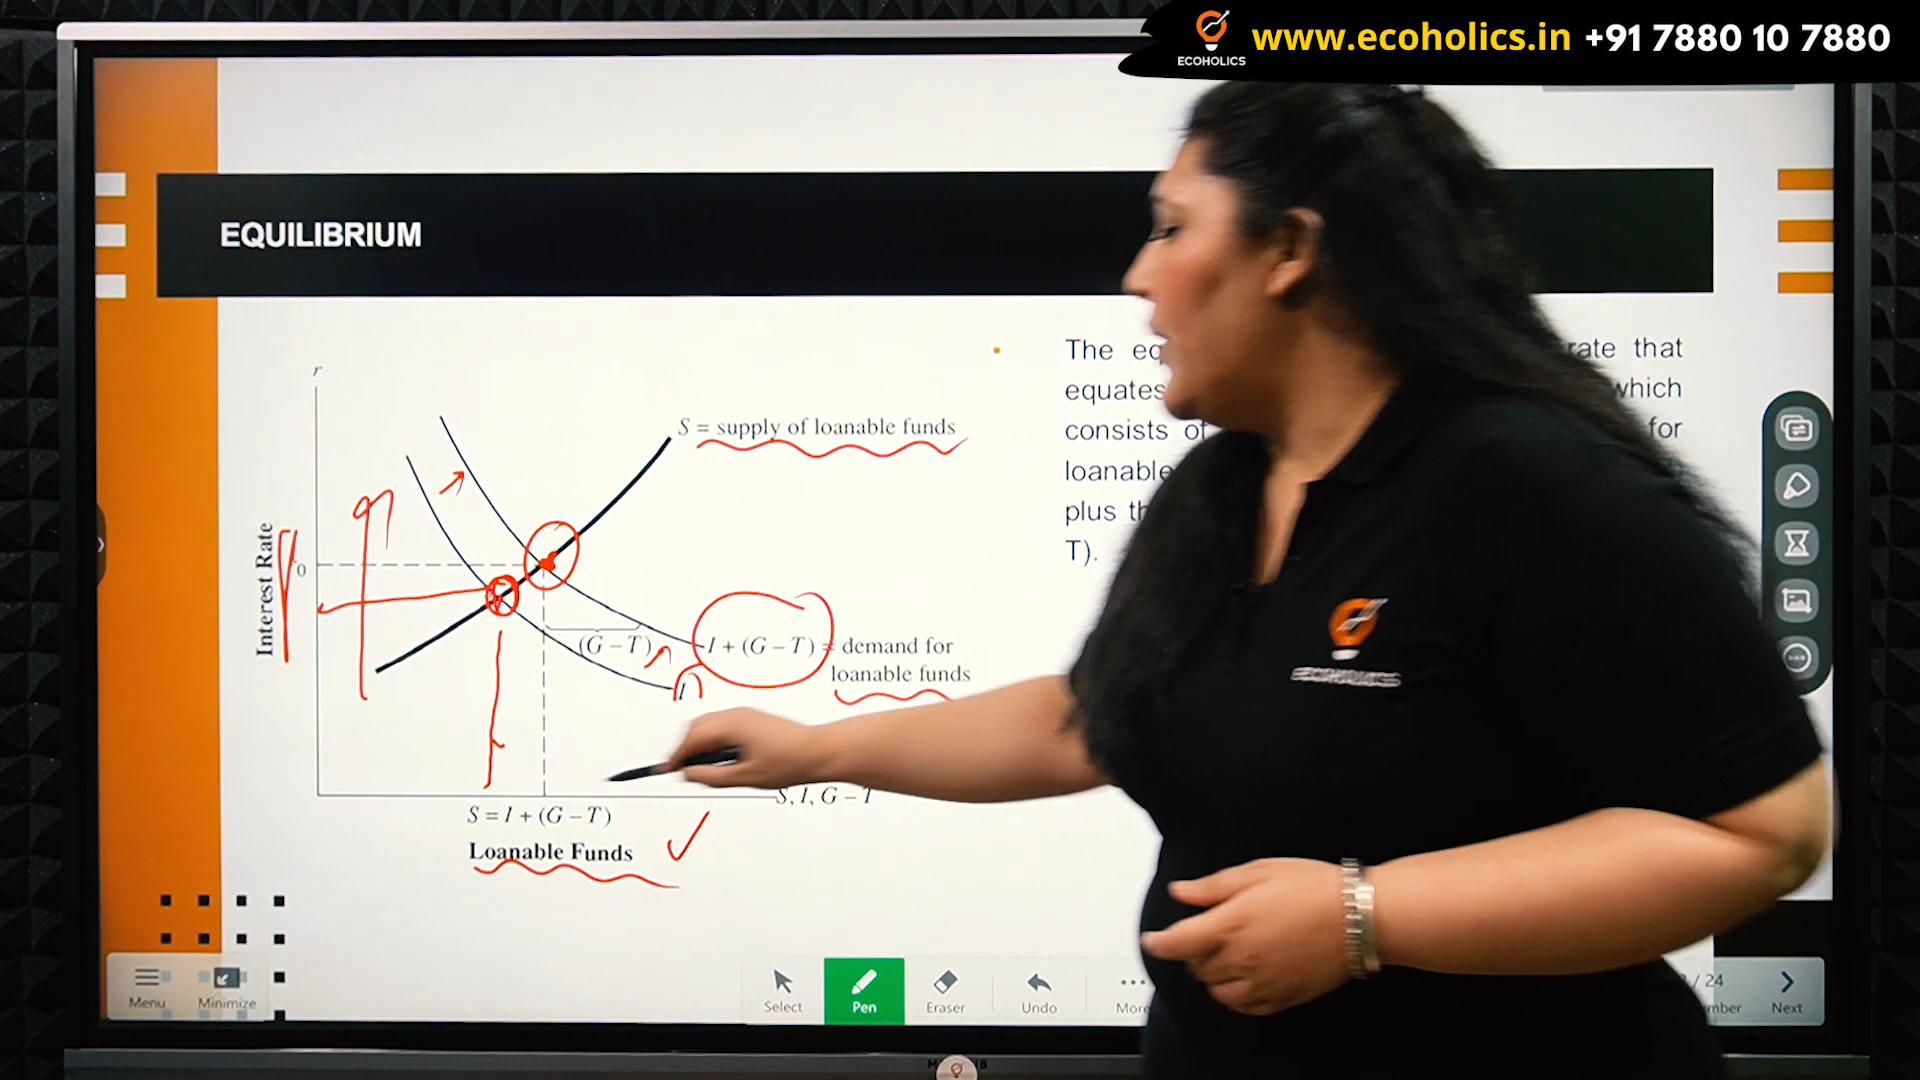 www.ecoholics.in +91 7880 10 7880
ECOHOLICS
EQUILIBRIUM
r
Interest Rate
0
S = supply of loanable funds
(G – T)
I + (G – T) = demand for
loanable funds
I
S = I + (G – T)
S, I, G – T
Loanable Funds
The
rate that
equates
which
consists of
for
loanable
plus
T).
ECOHOLICS
Menu
Minimize
Select
Pen
Eraser
Undo
More
/ 24
Next